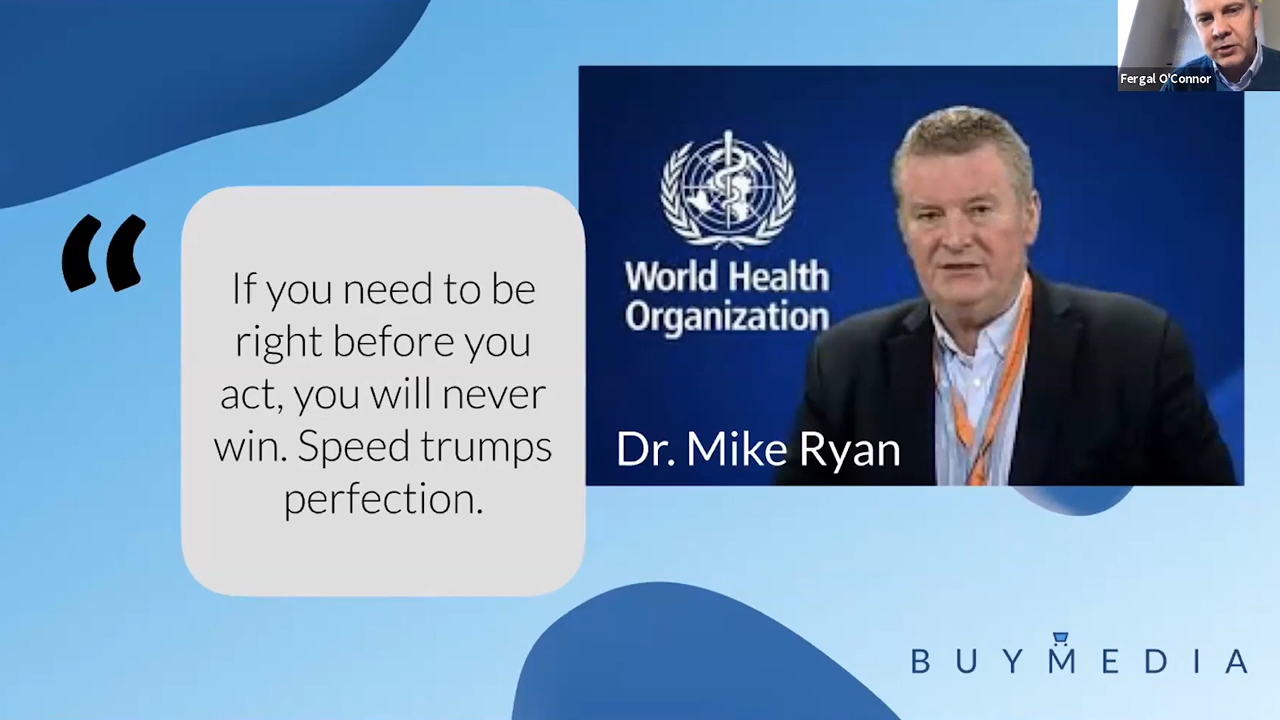 Fergal O'Connor
“
If you need to be
right before you
act, you will never
win. Speed trumps
perfection.
World Health
Organization
Dr. Mike Ryan
BUYMEDIA